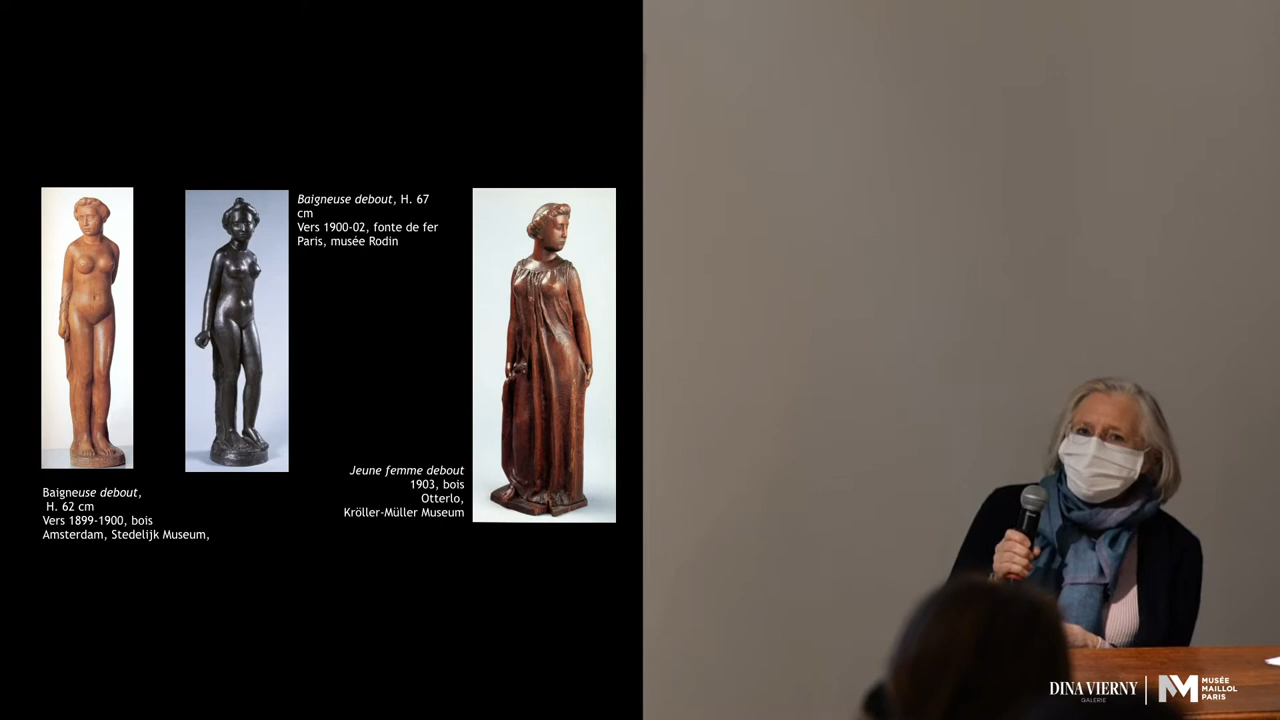 Baigneuse debout, H. 67
cm
Vers 1900-02, fonte de fer
Paris, musée Rodin
Jeune femme debout
1903, bois
Otterlo,
Kröller-Müller Museum
Baigneuse debout,
H. 62 cm
Vers 1899-1900, bois
Amsterdam, Stedelijk Museum,
DINA VIERNY
GALERIE
MUSÉE
MAILLOL
PARIS